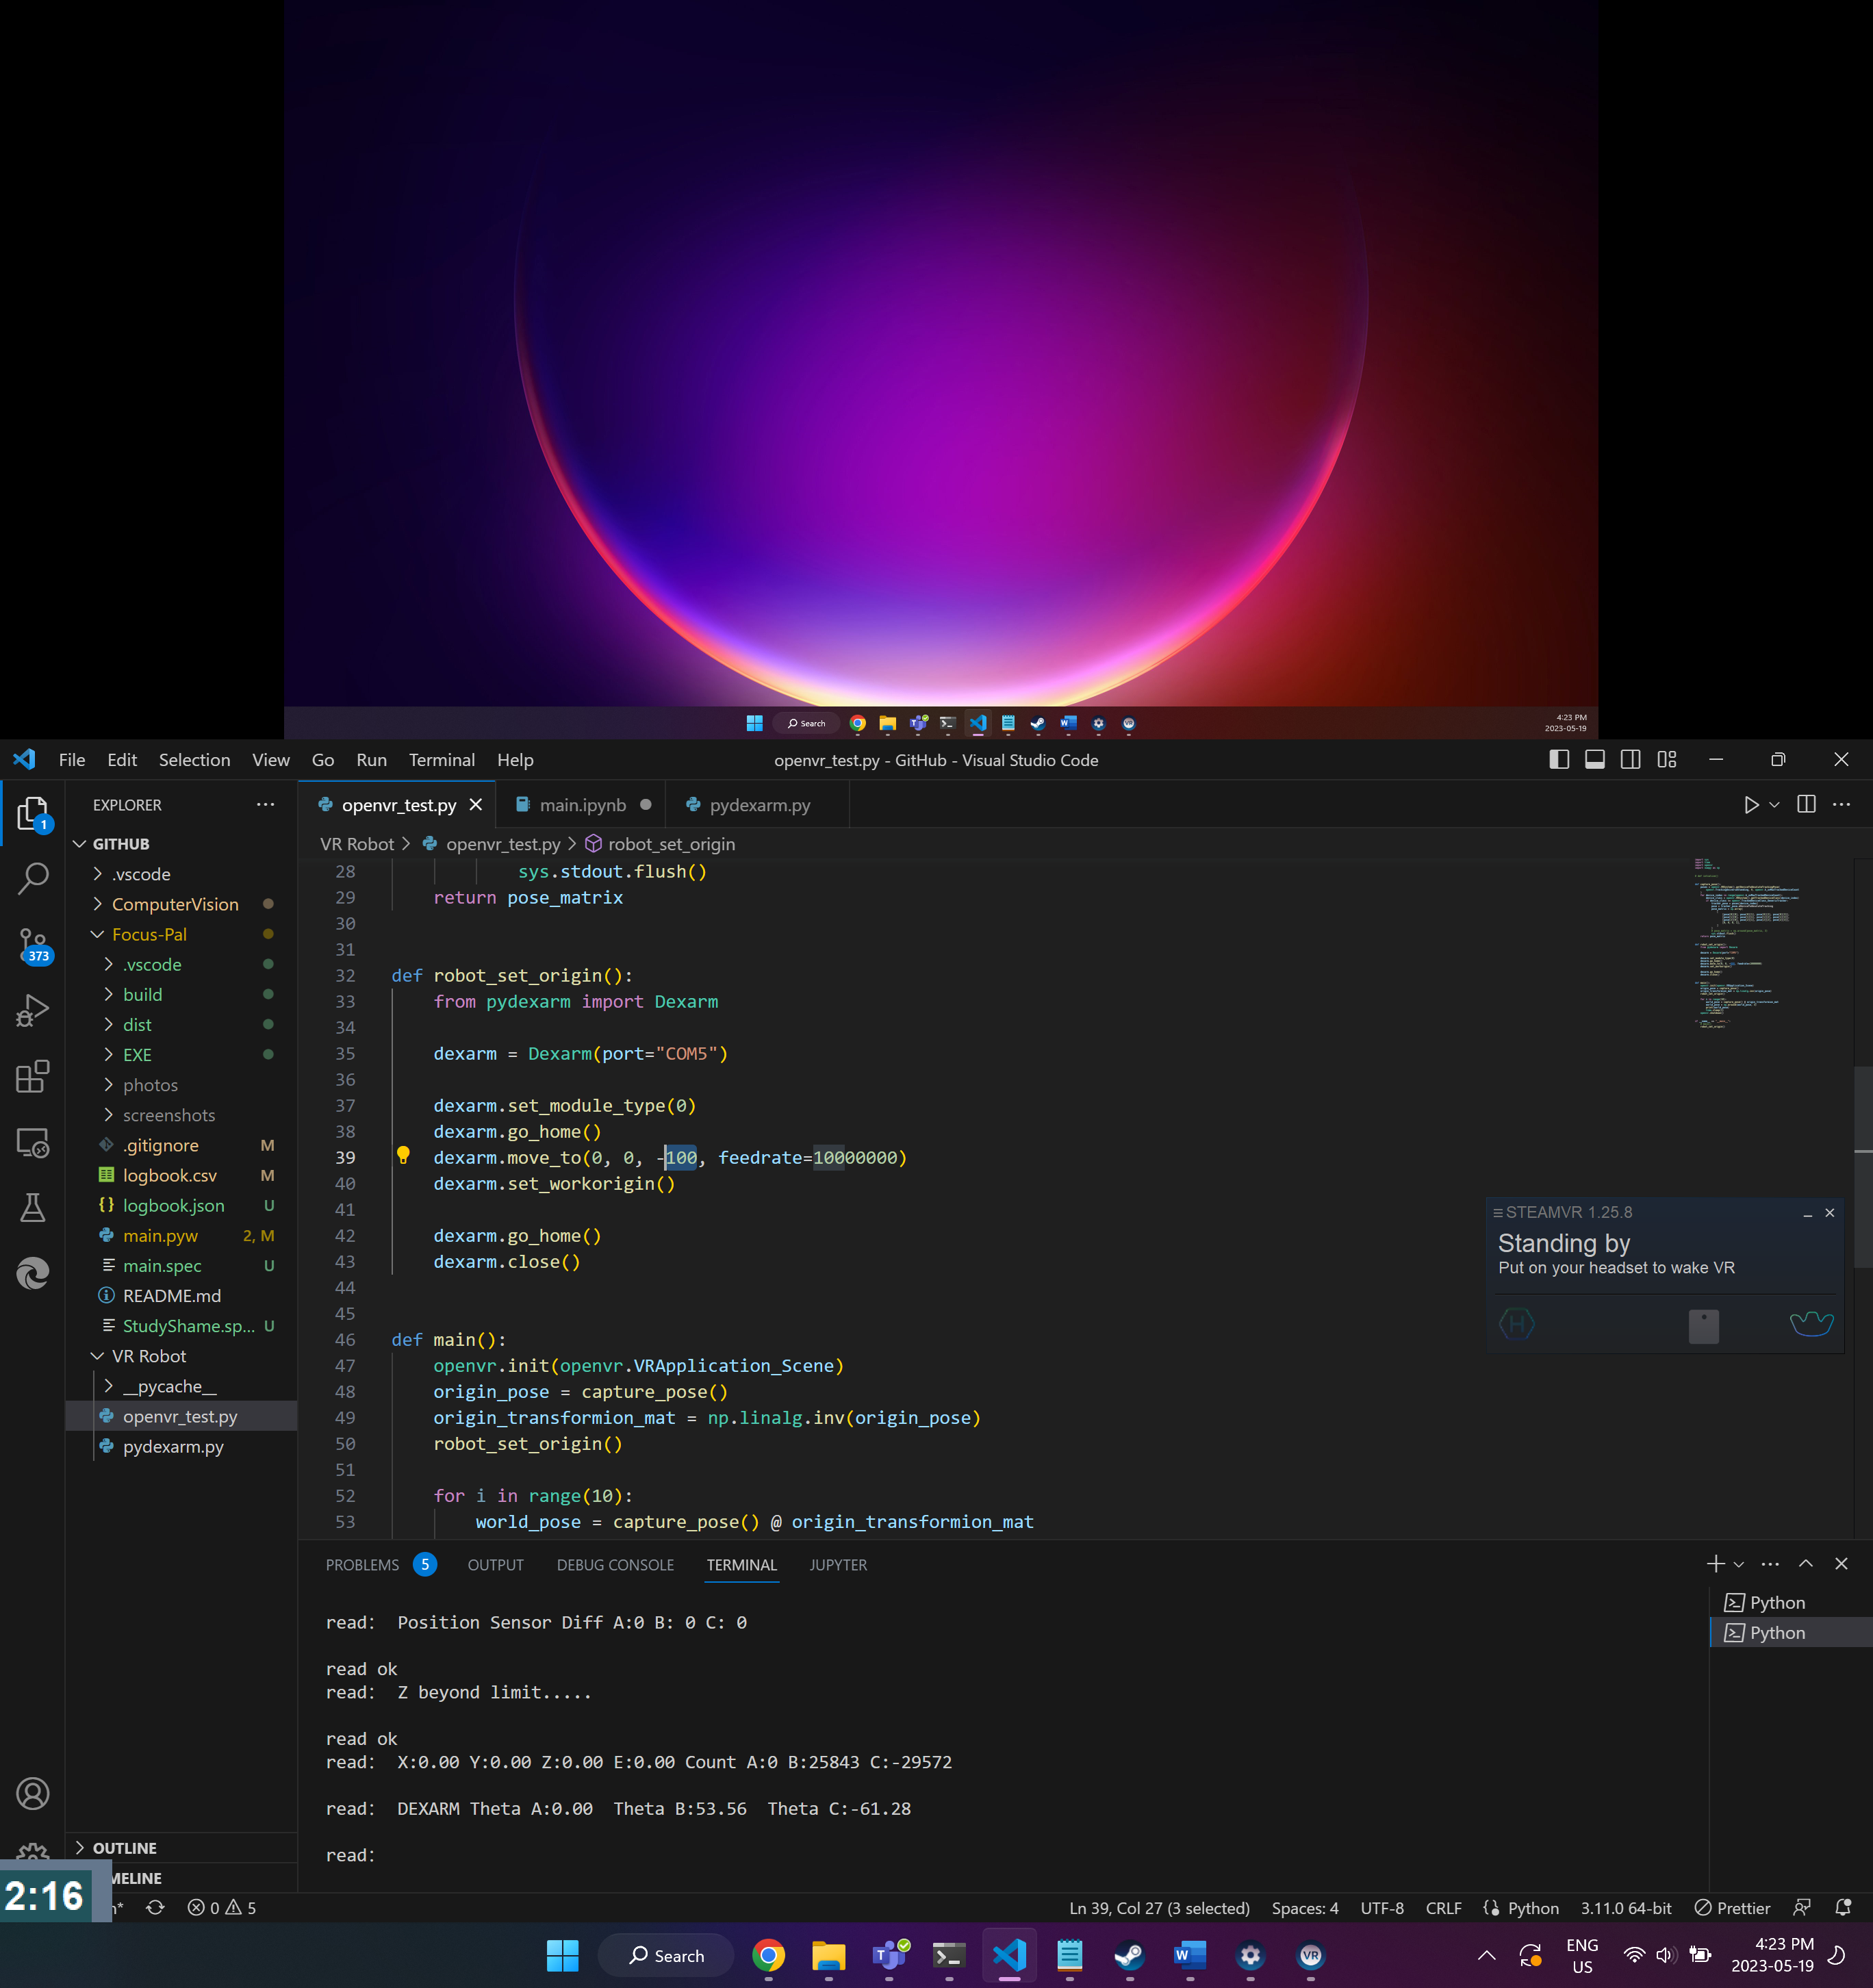 Search
4:23 PM
2023-05-19
File Edit Selection View Go Run Terminal Help
openvr_test.py - GitHub - Visual Studio Code
EXPLORER
1
GITHUB
.vscode
ComputerVision
Focus-Pal
.vscode
373
build
dist
EXE
photos
screenshots
.gitignore M
logbook.csv M
logbook.json U
main.pyw 2, M
main.spec U
README.md
StudyShame.sp... U
VR Robot
__pycache__
openvr_test.py
pydexarm.py
OUTLINE
MELINE
openvr_test.py main.ipynb pydexarm.py
VR Robot > openvr_test.py > robot_set_origin
28 sys.stdout.flush()
29 return pose_matrix
30
31
32 def robot_set_origin():
33 from pydexarm import Dexarm
34
35 dexarm = Dexarm(port="COM5")
36
37 dexarm.set_module_type(0)
38 dexarm.go_home()
39 dexarm.move_to(0, 0, -100, feedrate=10000000)
40 dexarm.set_workorigin()
41
42 dexarm.go_home()
43 dexarm.close()
44
45
46 def main():
47 openvr.init(openvr.VRApplication_Scene)
48 origin_pose = capture_pose()
49 origin_transformion_mat = np.linalg.inv(origin_pose)
50 robot_set_origin()
51
52 for i in range(10):
53 world_pose = capture_pose() @ origin_transformion_mat
STEAMVR 1.25.8
Standing by
Put on your headset to wake VR
PROBLEMS 5 OUTPUT DEBUG CONSOLE TERMINAL JUPYTER
read: Position Sensor Diff A:0 B: 0 C: 0
read ok
read: Z beyond limit.....
read ok
read: X:0.00 Y:0.00 Z:0.00 E:0.00 Count A:0 B:25843 C:-29572
read: DEXARM Theta A:0.00 Theta B:53.56 Theta C:-61.28
read:
Python
Python
2:16
n* 0 5
Ln 39, Col 27 (3 selected) Spaces: 4 UTF-8 CRLF Python 3.11.0 64-bit Prettier
Search
ENG
US
4:23 PM
2023-05-19